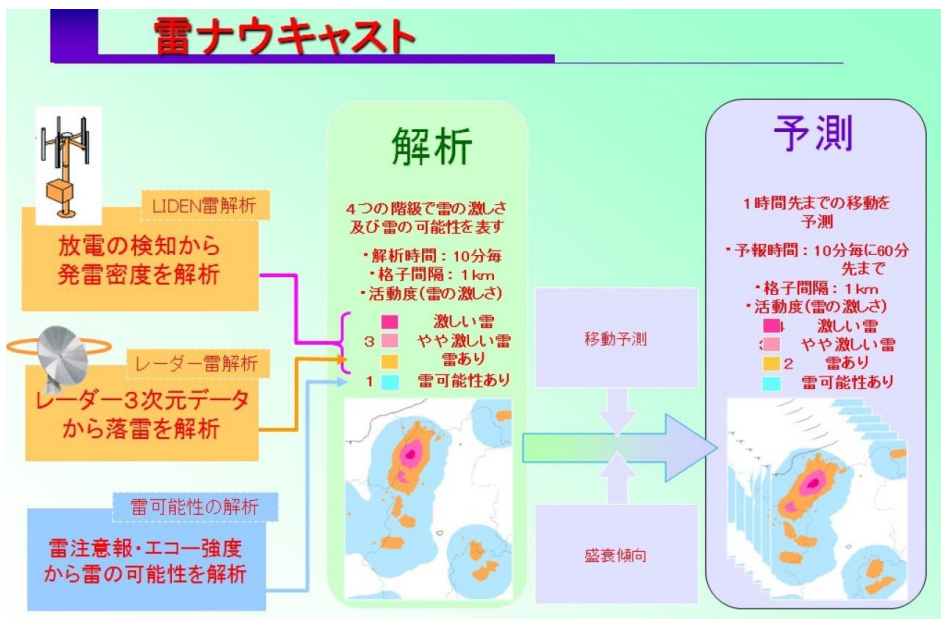 雷ナウキャスト
LIDEN雷解析
放電の検知から
発雷密度を解析
レーダー雷解析
レーダー3次元データ
から落雷を解析
雷可能性の解析
雷注意報・エコー強度
から雷の可能性を解析
解析
4つの階級で雷の激しさ
及び雷の可能性を表す
・解析時間：10分毎
・格子間隔：1km
・活動度(雷の激しさ)
激しい雷
3 やや激しい雷
雷あり
1 雷可能性あり
移動予測
盛衰傾向
予測
1時間先までの移動を
予測
・予報時間：10分毎に60分
先まで
・格子間隔：1km
・活動度(雷の激しさ)
激しい雷
やや激しい雷
2 雷あり
雷可能性あり